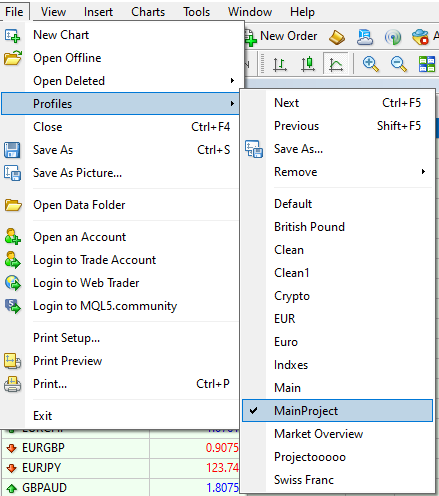 File View Insert Charts Tools Window Help
New Chart
New Order
Open Offline
Open Deleted
Profiles
Close Ctrl+F4
Save As Ctrl+S
Save As Picture...
Open Data Folder
Open an Account
Login to Trade Account
Login to Web Trader
Login to MQL5.community
Print Setup...
Print Preview
Print... Ctrl+P
Exit
Next Ctrl+F5
Previous Shift+F5
Save As...
Remove
Default
British Pound
Clean
Clean1
Crypto
EUR
Euro
Indxes
Main
MainProject
Market Overview
Projectooooo
Swiss Franc
EURGBP 0.9075
EURJPY 123.74
GBPAUD 1.8075